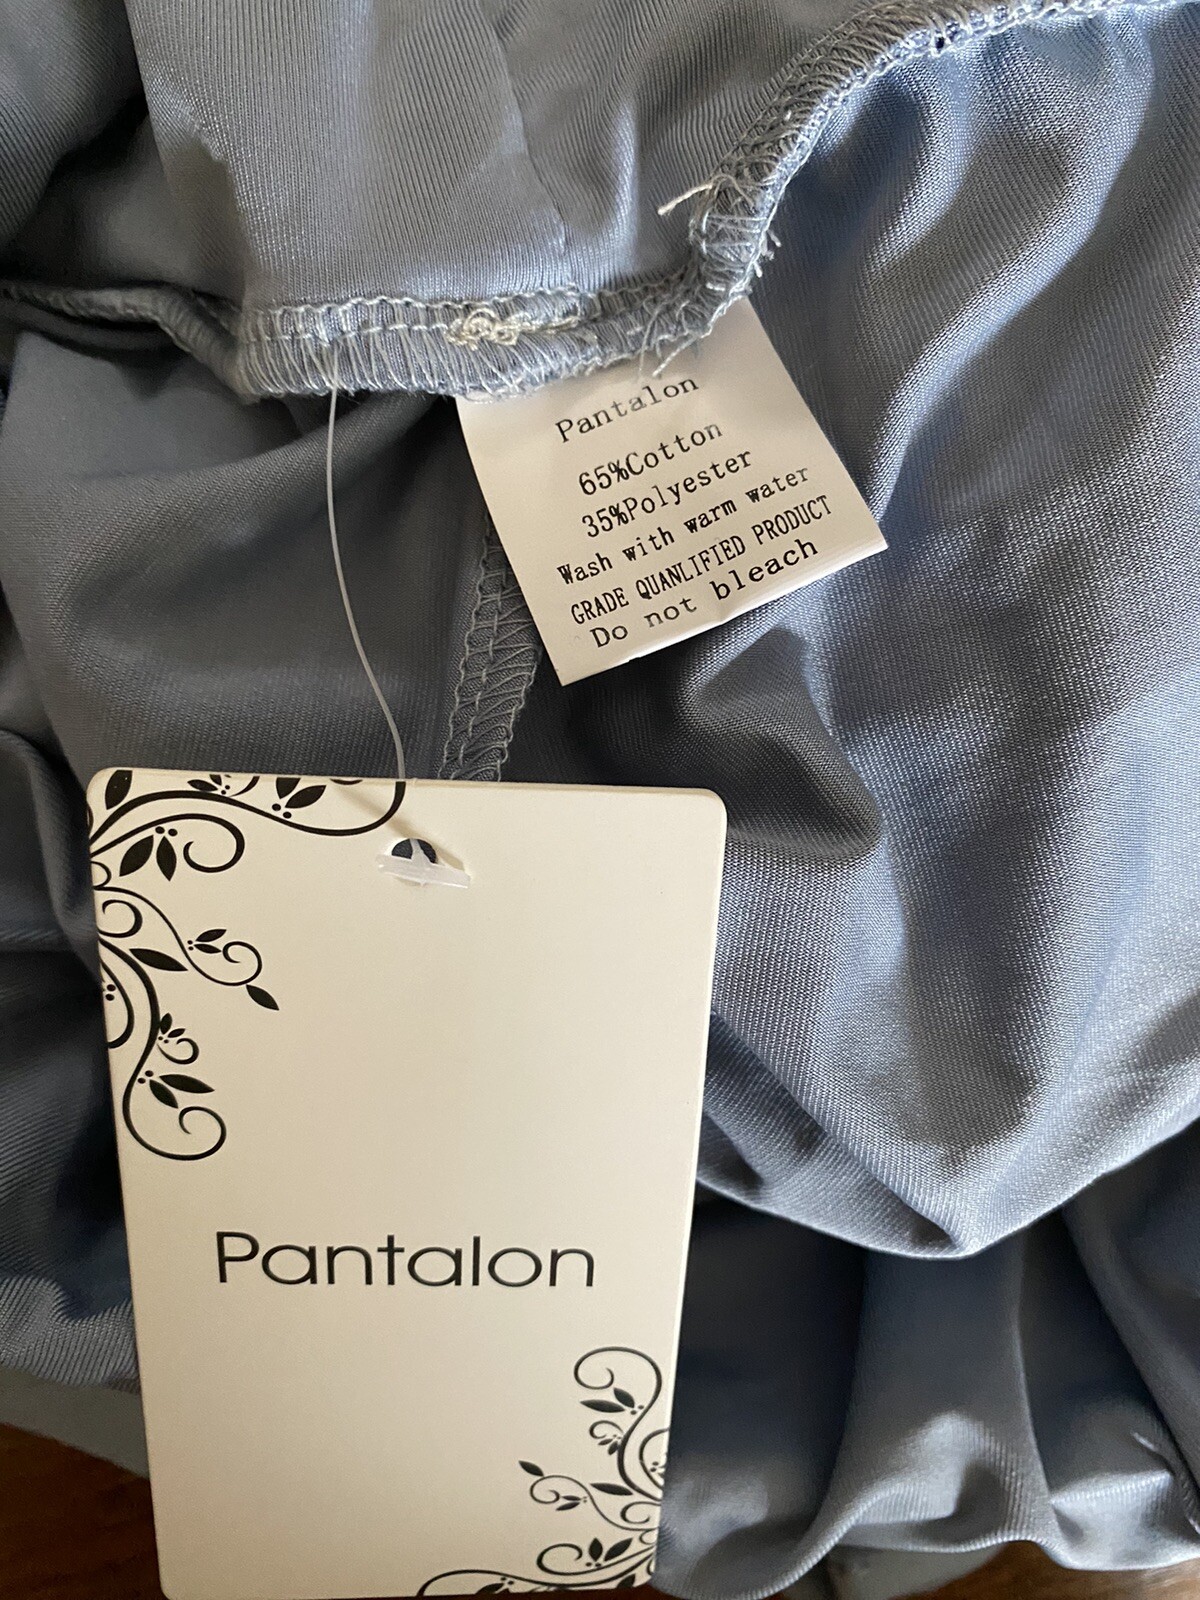 Pantalon
65%Cotton
35%Polyester
Wash with warm water
GRADE QUANLIFIED PRODUCT
Do not bleach
Pantalon